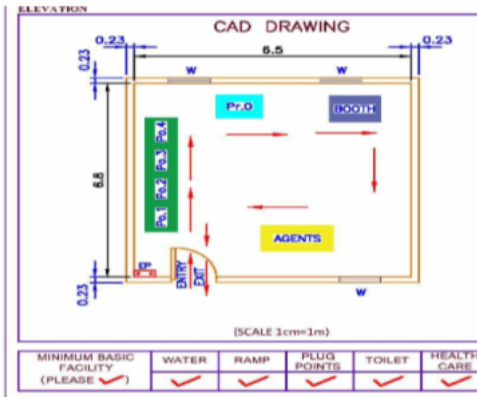 ELEVATION
CAD DRAWING
0.23
6.5
0.23
0.23
W
W
Pr.O
BOOTH
Po.1 Po.2 Po.3 Po.4
6.8
AGENTS
ENTRY
EXIT
0.23
W
(SCALE 1cm=1m)
MINIMUM BASIC
FACILITY
(PLEASE ✓)
WATER
RAMP
PLUG
POINTS
TOILET
HEALTH
CARE